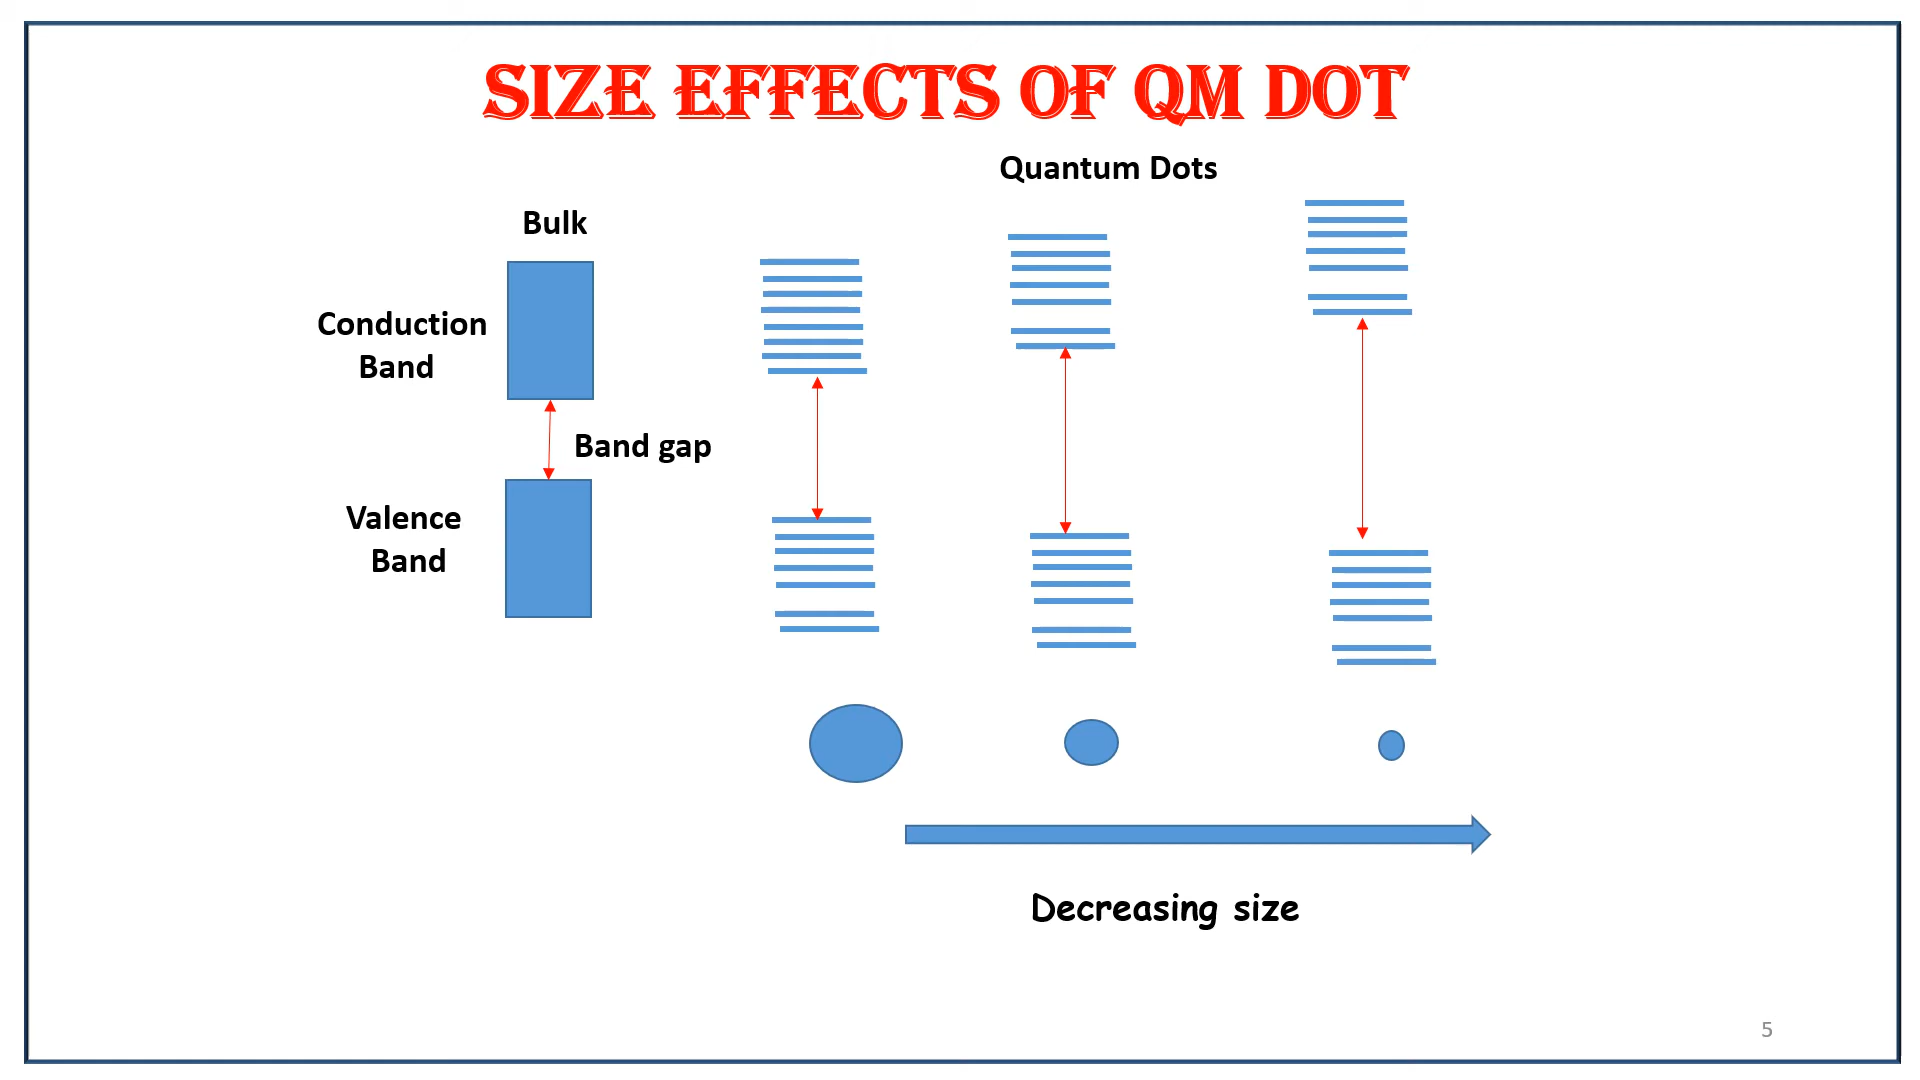 SIZE EFFECTS OF QM DOT
Quantum Dots
Bulk
Conduction
Band
Band gap
Valence
Band
Decreasing size
5